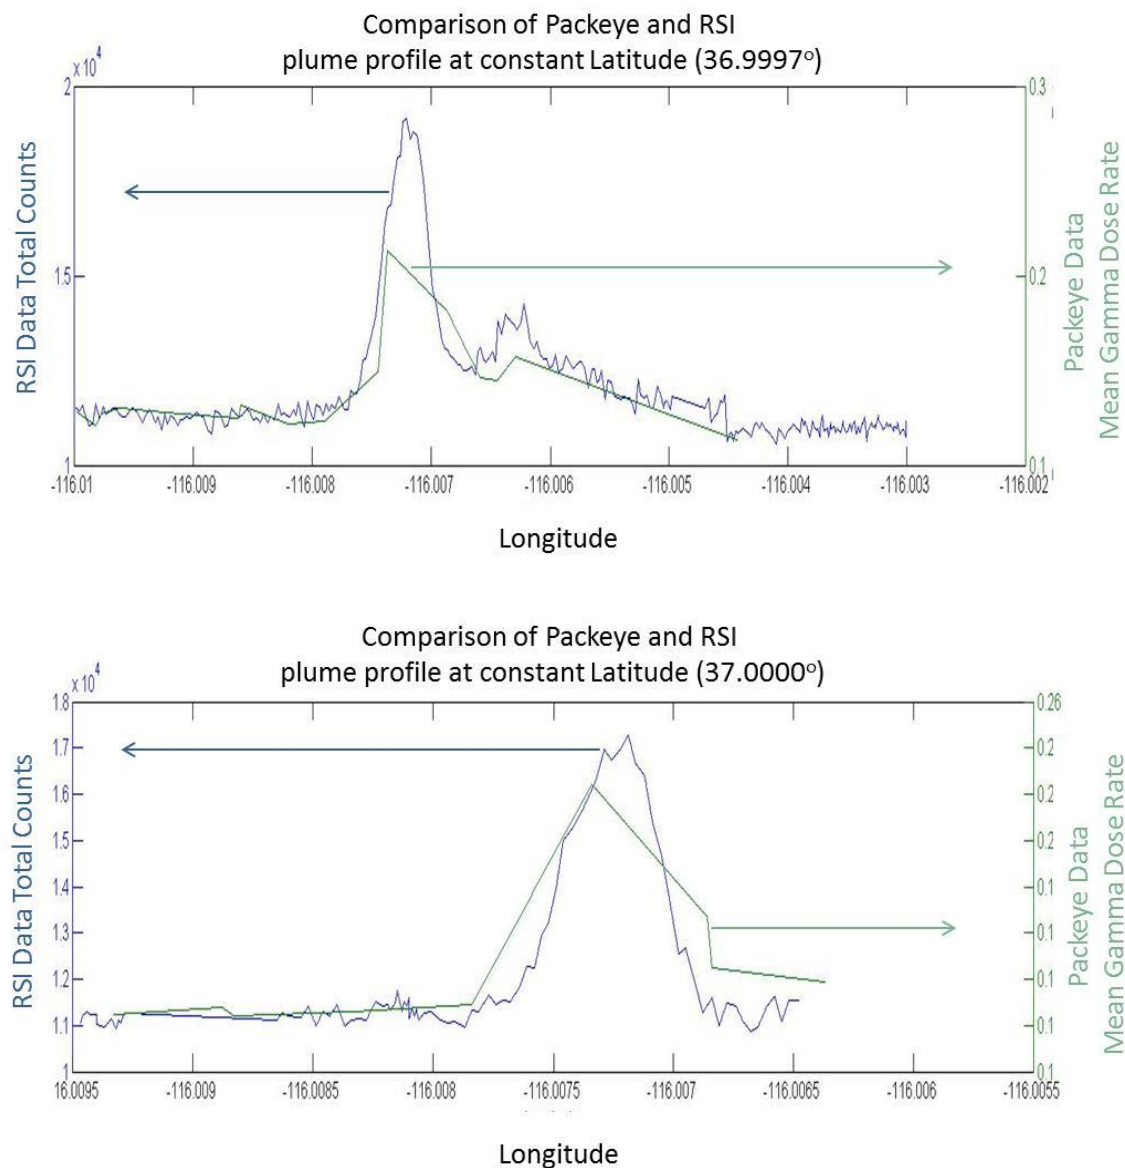 Comparison of Packeye and RSI
plume profile at constant Latitude (36.9997°)
x10⁴
2
1.5
1
RSI Data Total Counts
0.3
0.2
0.1
Packeye Data
Mean Gamma Dose Rate
-116.01 -116.009 -116.008 -116.007 -116.006 -116.005 -116.004 -116.003 -116.002
Longitude
Comparison of Packeye and RSI
plume profile at constant Latitude (37.0000°)
x10⁴
1.8
1.7
1.6
1.5
1.4
1.3
1.2
1.1
1
RSI Data Total Counts
0.26
0.2
0.2
0.2
0.1
0.1
0.1
0.1
0.1
Packeye Data
Mean Gamma Dose Rate
16.0095 -116.009 -116.0085 -116.008 -116.0075 -116.007 -116.0065 -116.006 -116.0055
Longitude